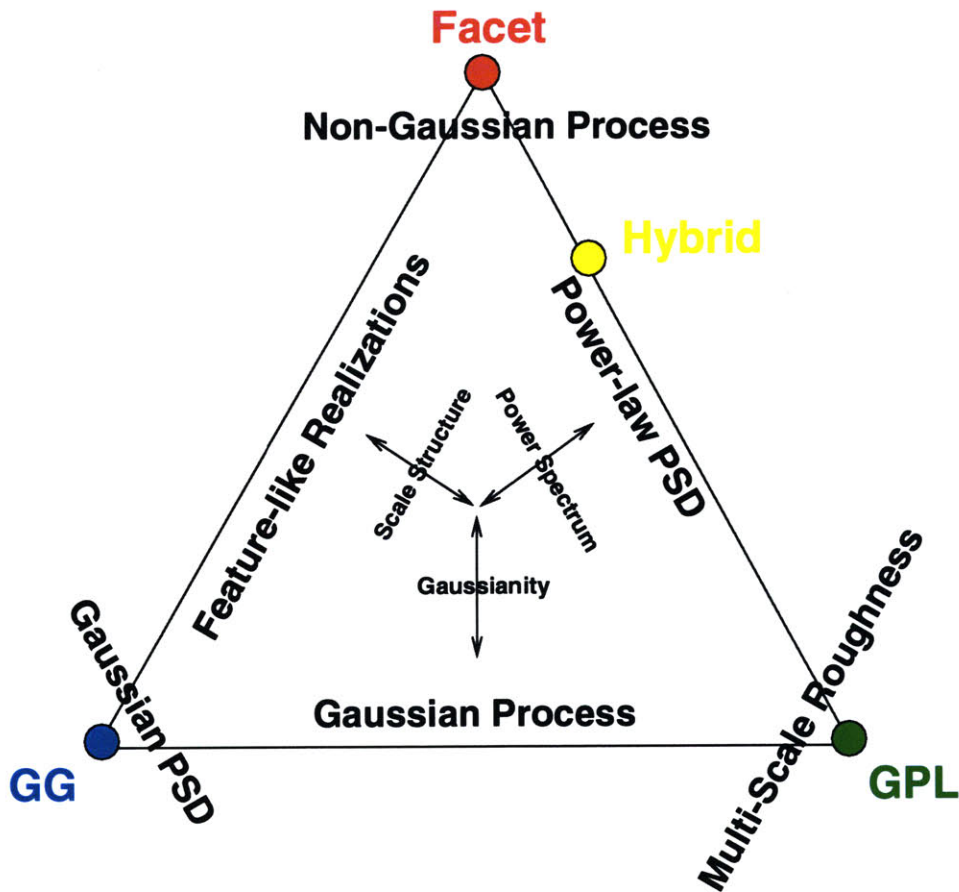 Facet
Non-Gaussian Process
Hybrid
Feature-like Realizations
Power-law PSD
Scale Structure
Power Spectrum
Gaussianity
Gaussian PSD
Multi-Scale Roughness
Gaussian Process
GG
GPL